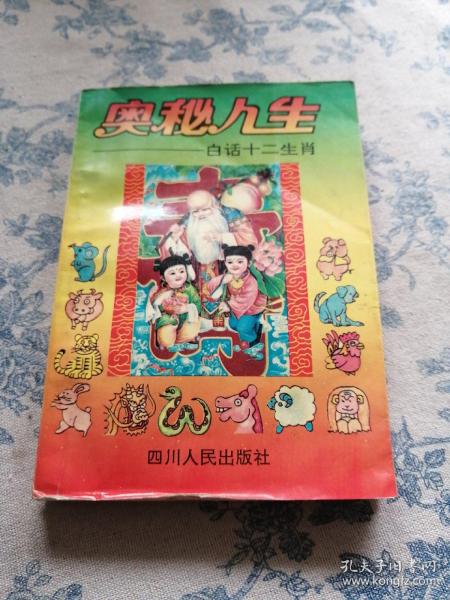 奥秘人生
——白话十二生肖
寿
四川人民出版社
孔夫子旧书网
www.kongfz.com